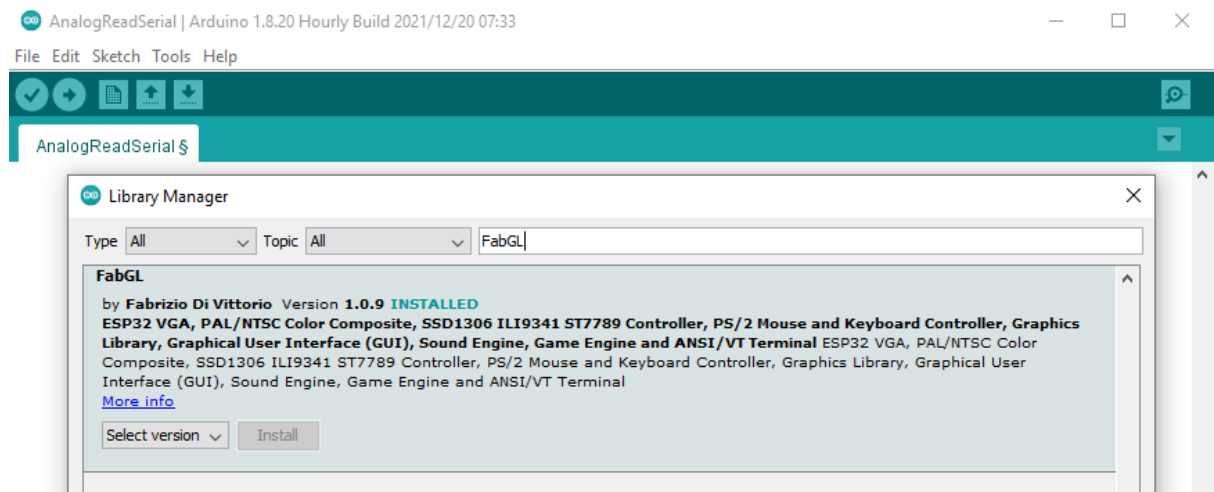 AnalogReadSerial | Arduino 1.8.20 Hourly Build 2021/12/20 07:33
File Edit Sketch Tools Help
AnalogReadSerial §
Library Manager
Type All Topic All FabGL
FabGL
by Fabrizio Di Vittorio Version 1.0.9 INSTALLED
ESP32 VGA, PAL/NTSC Color Composite, SSD1306 ILI9341 ST7789 Controller, PS/2 Mouse and Keyboard Controller, Graphics
Library, Graphical User Interface (GUI), Sound Engine, Game Engine and ANSI/VT Terminal ESP32 VGA, PAL/NTSC Color
Composite, SSD1306 ILI9341 ST7789 Controller, PS/2 Mouse and Keyboard Controller, Graphics Library, Graphical User
Interface (GUI), Sound Engine, Game Engine and ANSI/VT Terminal
More info
Select version Install